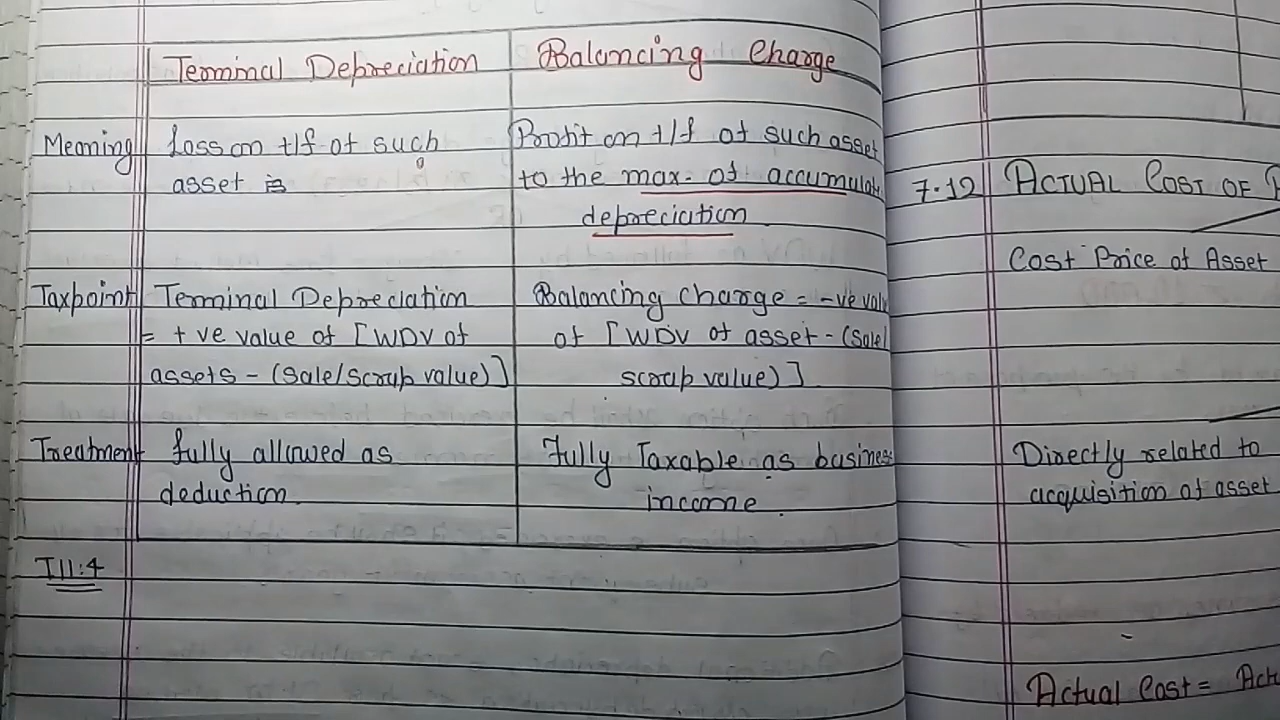 Terminal Depreciation
Balancing Charge
Meaning
Loss on t/f of such
asset is
Profit on t/f of such asset
to the max. of accumulat
depreciation
Taxpoint
Terminal Depreciation
= +ve value of [WDV of
assets - (Sale/Scrap value)]
Balancing charge = -ve valu
of [WDV of asset - (Sale/
scrap value)]
Treatment
fully allowed as
deduction.
Fully Taxable as business
income.
Ill:4
7.12 ACTUAL COST OF
Cost Price of Asset
Directly related to
acquisition of asset
Actual Cost = Actu